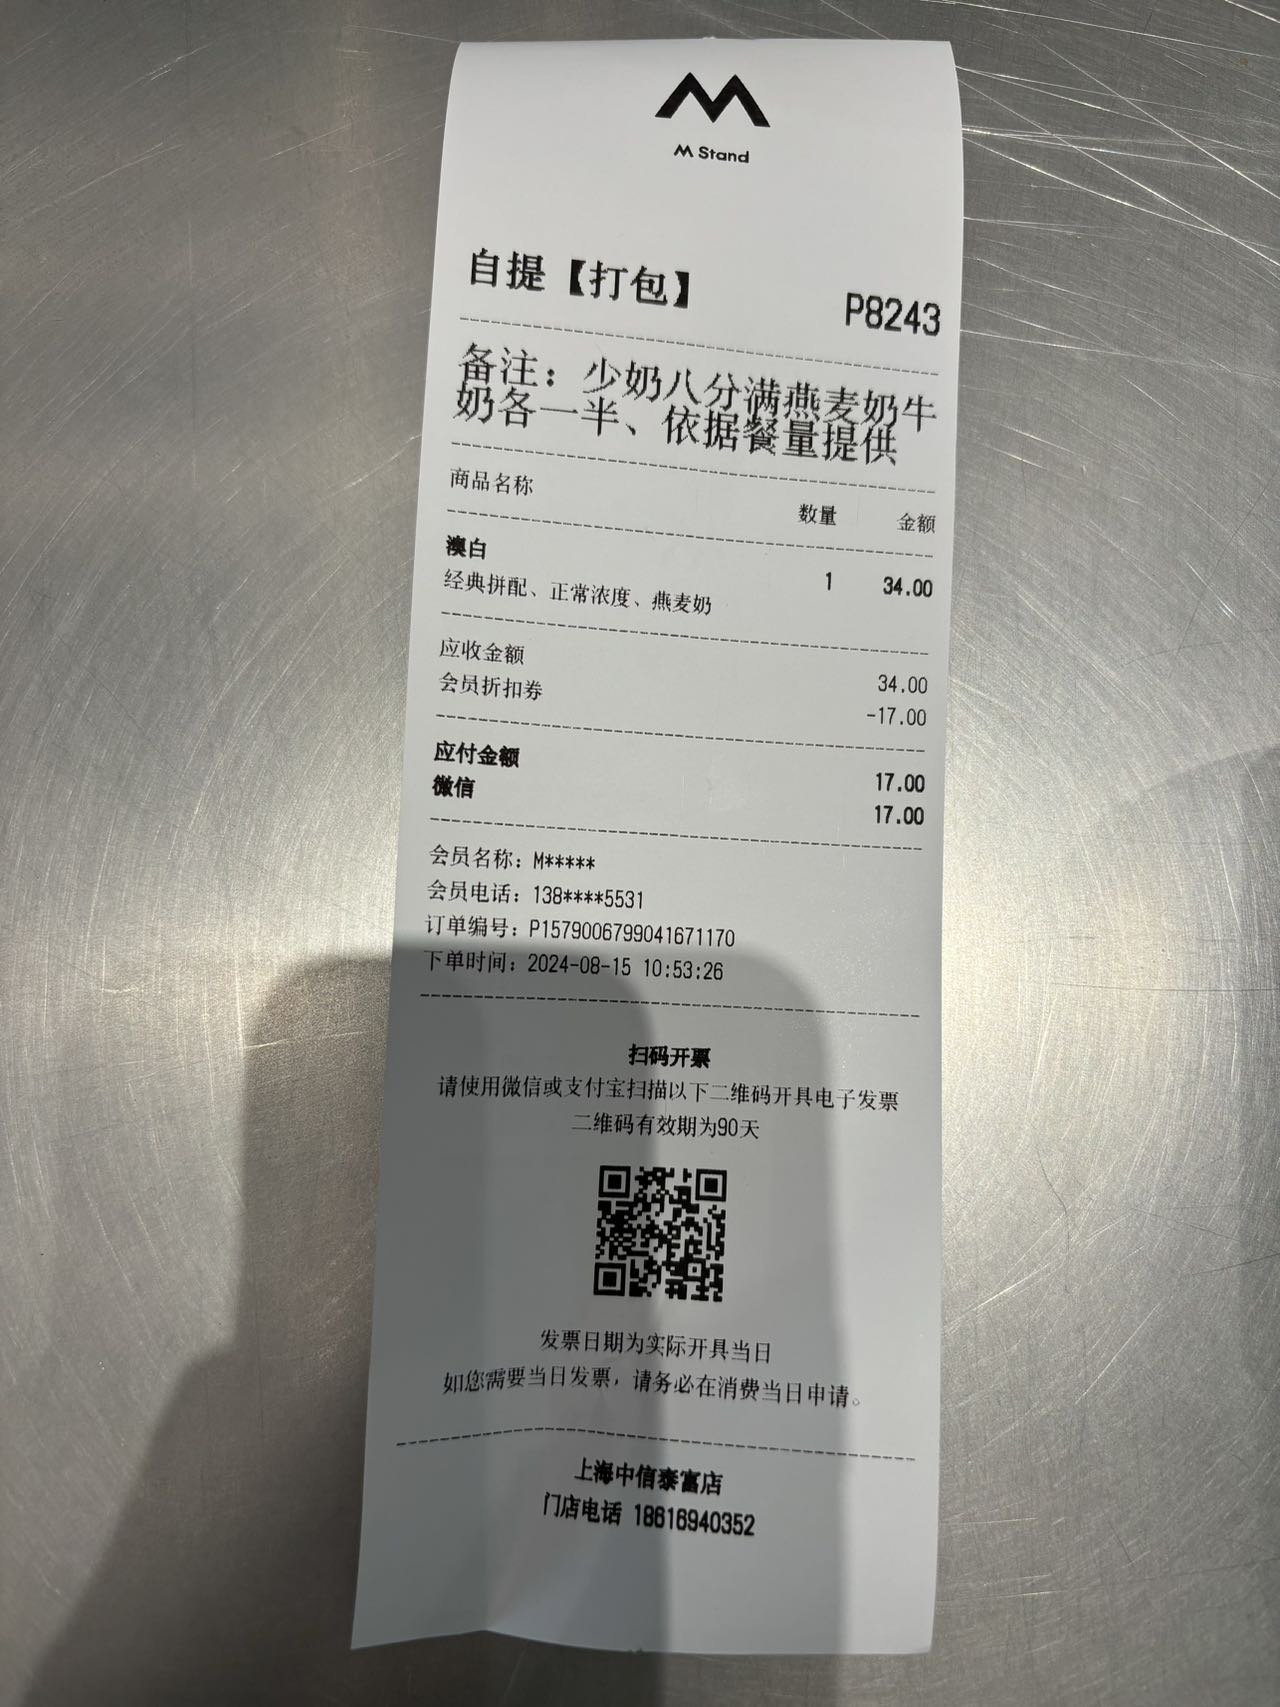 M Stand
自提【打包】 P8243
备注：少奶八分满燕麦奶牛
奶各一半、依据餐量提供
商品名称 数量 金额
澳白 1 34.00
经典拼配、正常浓度、燕麦奶
应收金额 34.00
会员折扣券 -17.00
应付金额 17.00
微信 17.00
会员名称：M*****
会员电话：138****5531
订单编号：P1579006799041671170
下单时间：2024-08-15 10:53:26
扫码开票
请使用微信或支付宝扫描以下二维码开具电子发票
二维码有效期为90天
发票日期为实际开具当日
如您需要当日发票，请务必在消费当日申请。
上海中信泰富店
门店电话 18616940352